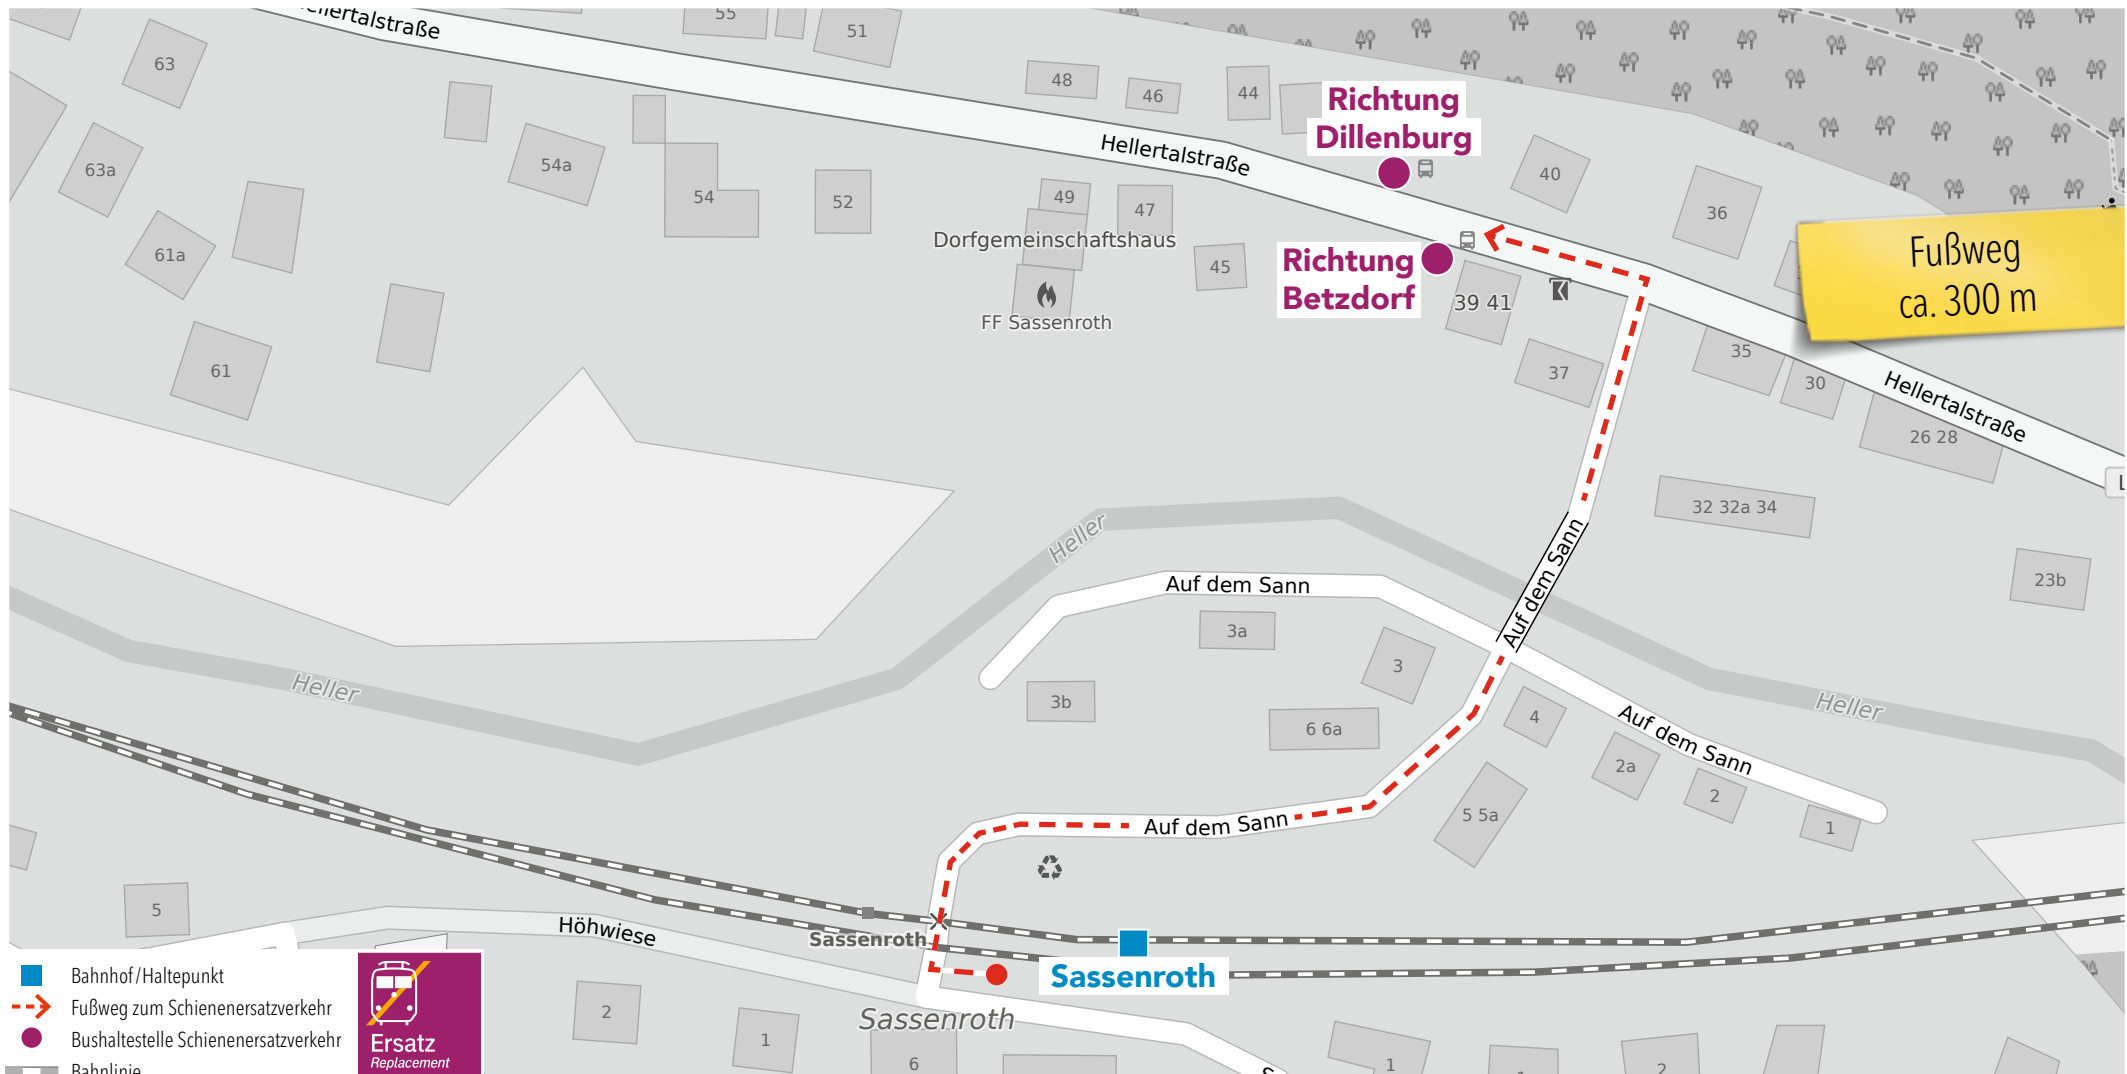 Hellertalstraße
55
51
63
48
46
44
Richtung
Dillenburg
63a
54a
54
52
49
47
Hellertalstraße
40
36
Dorfgemeinschaftshaus
61a
45
Richtung
Betzdorf
39 41
FF Sassenroth
Fußweg
ca. 300 m
61
37
35
30
Hellertalstraße
26 28
L
32 32a 34
23b
Heller
Auf dem Sann
Auf dem Sann
3a
3
3b
6 6a
4
Heller
Heller
Auf dem Sann
2a
2
1
5 5a
Auf dem Sann
5
Höhwiese
Sassenroth
Sassenroth
Sassenroth
2
1
6
1
1
2
S
Bahnhof/Haltepunkt
Fußweg zum Schienenersatzverkehr
Bushaltestelle Schienenersatzverkehr
Bahnlinie
Ersatz
Replacement